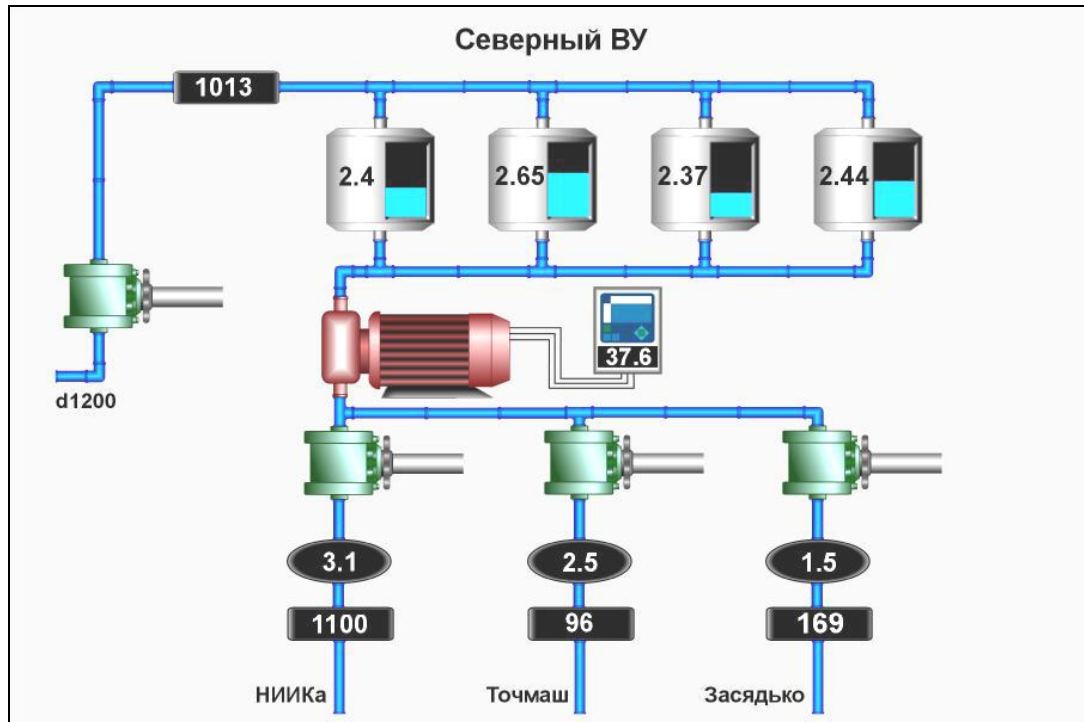 Северный ВУ
1013
2.4
2.65
2.37
2.44
37.6
d1200
3.1
2.5
1.5
1100
96
169
НИИКа
Точмаш
Засядько